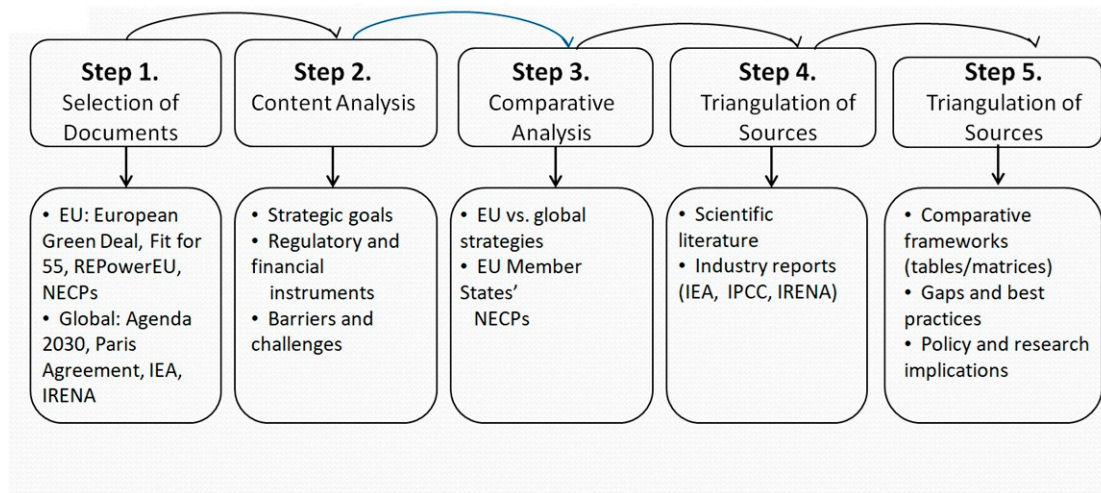 Step 1.
Selection of
Documents
Step 2.
Content Analysis
Step 3.
Comparative
Analysis
Step 4.
Triangulation of
Sources
Step 5.
Triangulation of
Sources
• EU: European
Green Deal, Fit for
55, REPowerEU,
NECPs
• Global: Agenda
2030, Paris
Agreement, IEA,
IRENA
• Strategic goals
• Regulatory and
financial
instruments
• Barriers and
challenges
• EU vs. global
strategies
• EU Member
States’
NECPs
• Scientific
literature
• Industry reports
(IEA, IPCC, IRENA)
• Comparative
frameworks
(tables/matrices)
• Gaps and best
practices
• Policy and research
implications